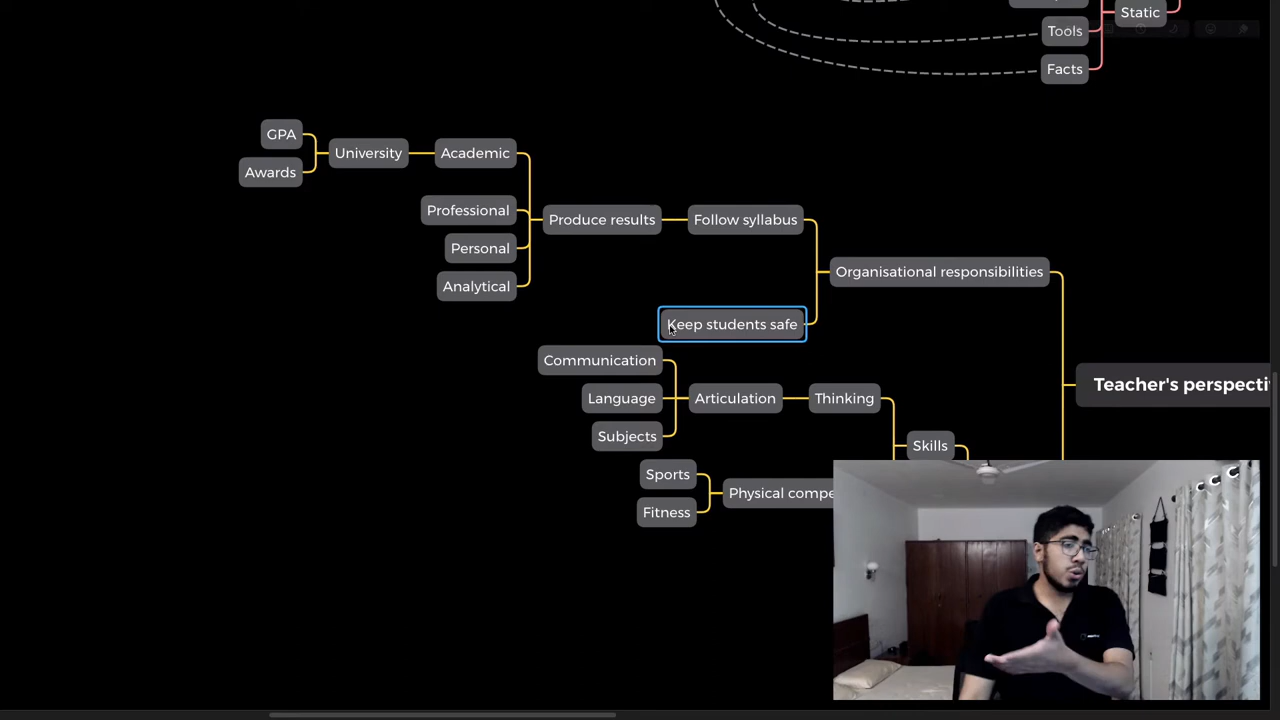 Static
Tools
Facts
GPA
University
Academic
Awards
Professional
Produce results
Follow syllabus
Personal
Analytical
Organisational responsibilities
Keep students safe
Communication
Language
Articulation
Thinking
Subjects
Teacher's perspecti
Skills
Sports
Physical compe
Fitness